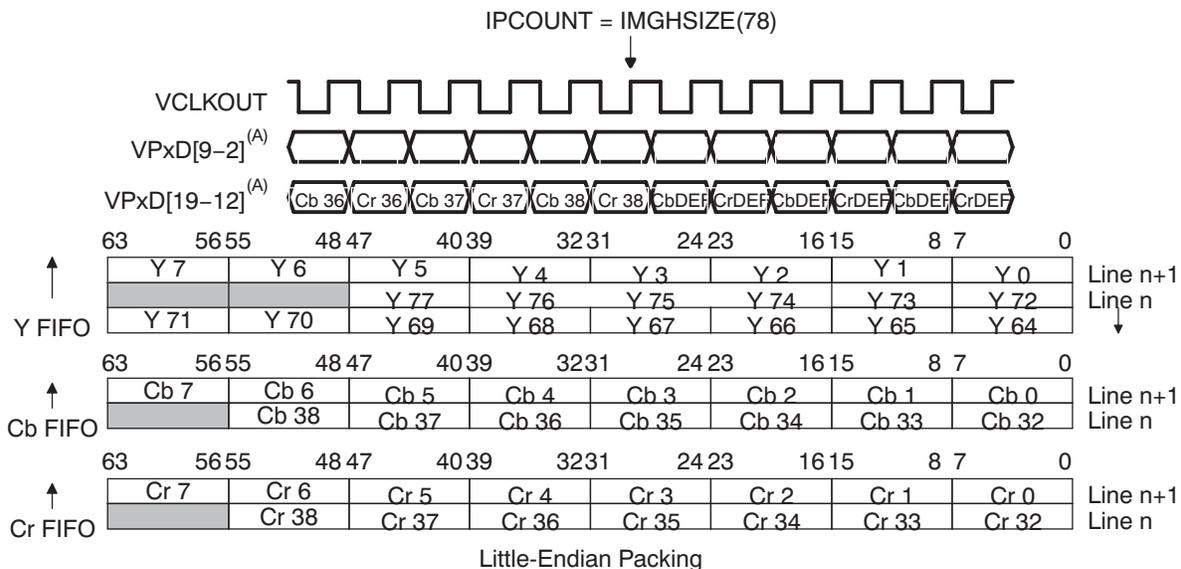 IPCOUNT = IMGHSIZE(78)
VCLKOUT
VPxD[9−2](A)
VPxD[19−12](A) Cb 36 Cr 36 Cb 37 Cr 37 Cb 38 Cr 38 CbDEF CrDEF CbDEF CrDEF CbDEF CrDEF
63 56 55 48 47 40 39 32 31 24 23 16 15 8 7 0
Y 7 Y 6 Y 5 Y 4 Y 3 Y 2 Y 1 Y 0 Line n+1
Y 77 Y 76 Y 75 Y 74 Y 73 Y 72 Line n
Y FIFO Y 71 Y 70 Y 69 Y 68 Y 67 Y 66 Y 65 Y 64
63 56 55 48 47 40 39 32 31 24 23 16 15 8 7 0
Cb 7 Cb 6 Cb 5 Cb 4 Cb 3 Cb 2 Cb 1 Cb 0 Line n+1
Cb FIFO Cb 38 Cb 37 Cb 36 Cb 35 Cb 34 Cb 33 Cb 32 Line n
63 56 55 48 47 40 39 32 31 24 23 16 15 8 7 0
Cr 7 Cr 6 Cr 5 Cr 4 Cr 3 Cr 2 Cr 1 Cr 0 Line n+1
Cr FIFO Cr 38 Cr 37 Cr 36 Cr 35 Cr 34 Cr 33 Cr 32 Line n
Little-Endian Packing